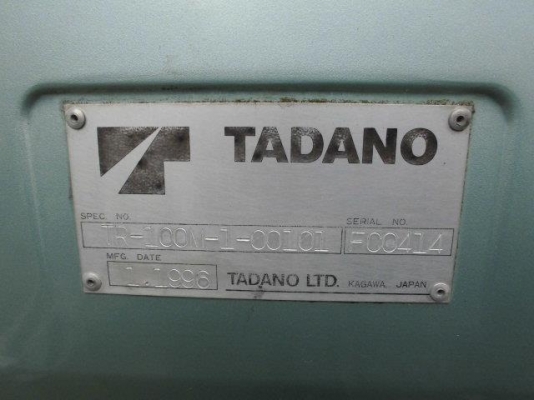 TADANO
SPEC. NO. SERIAL NO.
TR-100M-1-00101 FC0414
MFG. DATE
1.1996 TADANO LTD. KAGAWA, JAPAN